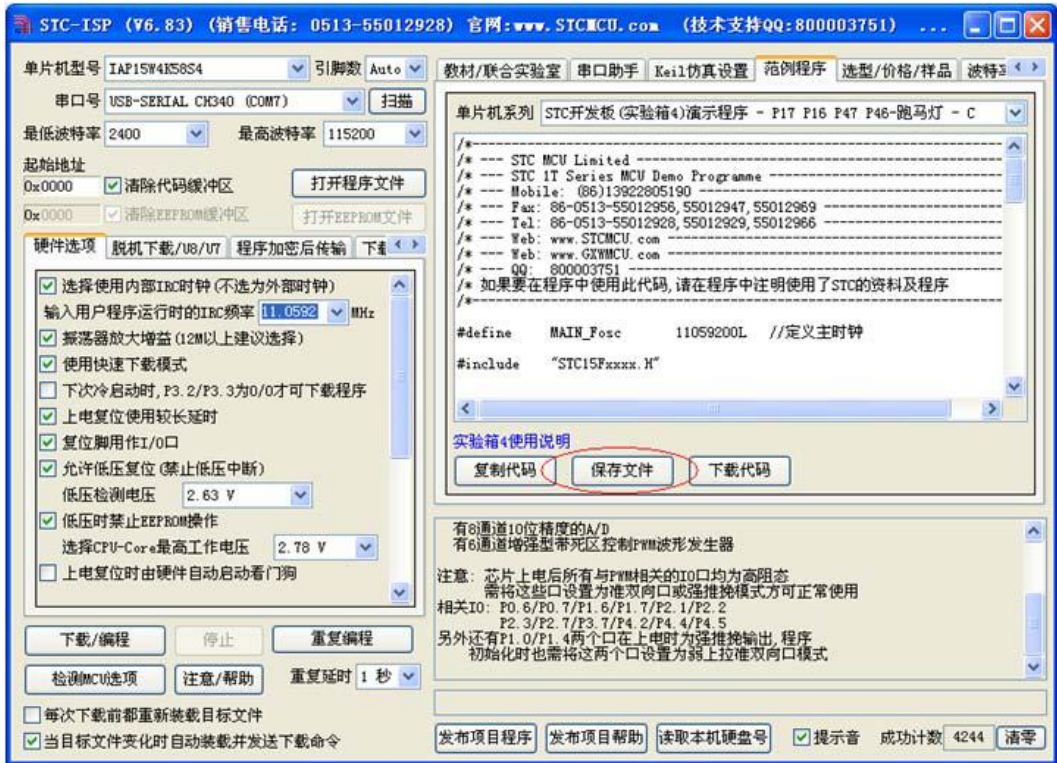 STC-ISP (V6.83) (销售电话: 0513-55012928) 官网:www.STCMCU.com (技术支持QQ:800003751) ...
单片机型号 IAP15W4K58S4 引脚数 Auto
串口号 USB-SERIAL CH340 (COM7) 扫描
最低波特率 2400 最高波特率 115200
起始地址
0x0000 清除代码缓冲区 打开程序文件
0x0000 清除EEPROM缓冲区 打开EEPROM文件
硬件选项 脱机下载/U8/U7 程序加密后传输 下载
选择使用内部IRC时钟(不选为外部时钟)
输入用户程序运行时的IRC频率 11.0592 MHz
振荡器放大增益(12M以上建议选择)
使用快速下载模式
下次冷启动时,P3.2/P3.3为0/0才可下载程序
上电复位使用较长延时
复位脚用作I/O口
允许低压复位(禁止低压中断)
低压检测电压 2.63 V
低压时禁止EEPROM操作
选择CPU-Core最高工作电压 2.78 V
上电复位时由硬件自动启动看门狗
下载/编程 停止 重复编程
检测MCU选项 注意/帮助 重复延时 1 秒
每次下载前都重新装载目标文件
当目标文件变化时自动装载并发送下载命令
教材/联合实验室 串口助手 Keil仿真设置 范例程序 选型/价格/样品 波特
单片机系列 STC开发板(实验箱4)演示程序 - P17 P16 P47 P46-跑马灯 - C
/*---------------------------------------------------------------------
/* --- STC MCU Limited ------------------------------------------------
/* --- STC 1T Series MCU Demo Programme -------------------------------
/* --- Mobile: (86)13922805190 ----------------------------------------
/* --- Fax: 86-0513-55012956,55012947,55012969 ------------------------
/* --- Tel: 86-0513-55012928,55012929,55012966 ------------------------
/* --- Web: www.STCMCU.com --------------------------------------------
/* --- Web: www.GXWMCU.com --------------------------------------------
/* --- QQ: 800003751 -------------------------------------------------
/* 如果要在程序中使用此代码,请在程序中注明使用了STC的资料及程序
/*---------------------------------------------------------------------
#define MAIN_Fosc 11059200L //定义主时钟
#include "STC15Fxxxx.H"
实验箱4使用说明
复制代码 保存文件 下载代码
有8通道10位精度的A/D
有6通道增强型带死区控制PWM波形发生器
注意: 芯片上电后所有与PWM相关的IO口均为高阻态
需将这些口设置为准双向口或强推挽模式方可正常使用
相关IO: P0.6/P0.7/P1.6/P1.7/P2.1/P2.2
P2.3/P2.7/P3.7/P4.2/P4.4/P4.5
另外还有P1.0/P1.4两个口在上电时为强推挽输出,程序
初始化时也需将这两个口设置为弱上拉准双向口模式
发布项目程序 发布项目帮助 读取本机硬盘号 提示音 成功计数 4244 清零